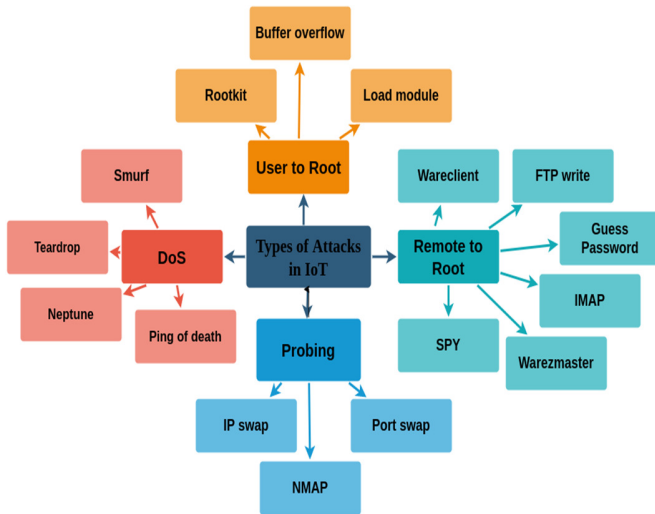 Buffer overflow
Rootkit
Load module
User to Root
Smurf
Wareclient
FTP write
Teardrop
DoS
Types of Attacks
in IoT
Remote to
Root
Guess
Password
Neptune
Ping of death
IMAP
Probing
SPY
Warezmaster
IP swap
Port swap
NMAP